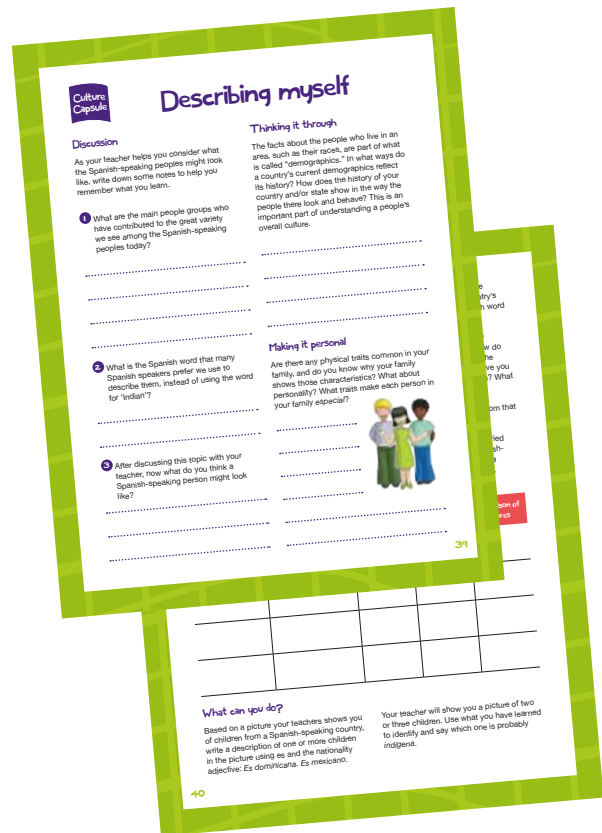 Culture
Capsule
Describing myself
Discussion
As your teacher helps you consider what
the Spanish-speaking peoples might look
like, write down some notes to help you
remember what you learn.
1 What are the main people groups who
have contributed to the great variety
we see among the Spanish-speaking
peoples today?
2 What is the Spanish word that many
Spanish speakers prefer we use to
describe them, instead of using the word
for ‘Indian’?
3 After discussing this topic with your
teacher, now what do you think a
Spanish-speaking person might look
like?
Thinking it through
The facts about the people who live in an
area, such as their races, are part of what
is called "demographics." In what ways do
a country's current demographics reflect
its history? How does the history of your
country and/or state show in the way the
people there look and behave? This is an
important part of understanding a people's
overall culture.
Making it personal
Are there any physical traits common in your
family, and do you know why your family
shows those characteristics? What about
personality? What traits make each person in
your family especial?
39
word
do
you
? What
om that
son of
res
What can you do?
Based on a picture your teachers shows you
of children from a Spanish-speaking country,
write a description of one or more children
in the picture using es and the nationality
adjective: Es dominicana. Es mexicano.
Your teacher will show you a picture of two
or three children. Use what you have learned
to identify and say which one is probably
indígena.
40